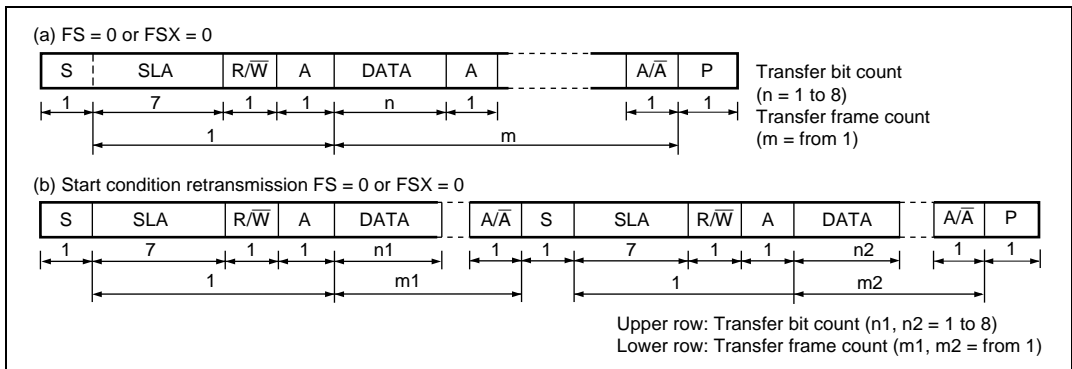 (a) FS = 0 or FSX = 0
S SLA R/W̅ A DATA A A/A̅ P
1 7 1 1 n 1 1 1
1 m
Transfer bit count
(n = 1 to 8)
Transfer frame count
(m = from 1)
(b) Start condition retransmission FS = 0 or FSX = 0
S SLA R/W̅ A DATA A/A̅ S SLA R/W̅ A DATA A/A̅ P
1 7 1 1 n1 1 1 7 1 1 n2 1 1
1 m1 1 m2
Upper row: Transfer bit count (n1, n2 = 1 to 8)
Lower row: Transfer frame count (m1, m2 = from 1)